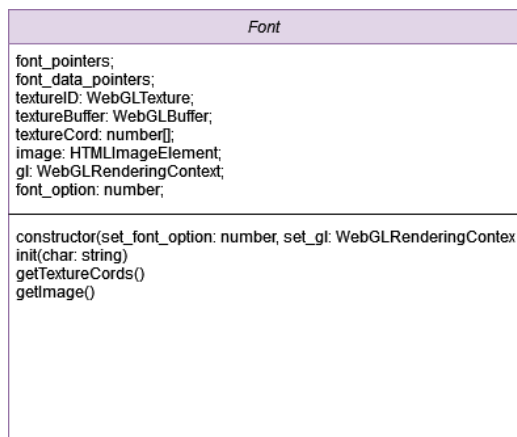 Font
font_pointers;
font_data_pointers;
textureID: WebGLTexture;
textureBuffer: WebGLBuffer;
textureCord: number[];
image: HTMLImageElement;
gl: WebGLRenderingContext;
font_option: number;
constructor(set_font_option: number, set_gl: WebGLRenderingContex
init(char: string)
getTextureCords()
getImage()